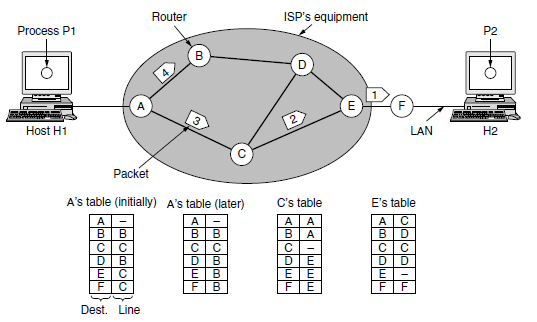 Router
ISP's equipment
Process P1
P2
B
D
4
1
A
E
F
3
2
C
Host H1
LAN
H2
Packet
A's table (initially) A's table (later) C's table E's table
A – A – A A A C
B B B B B A B D
C C C C C – C C
D B D B D E D D
E C E B E E E –
F C F B F E F F
Dest. Line